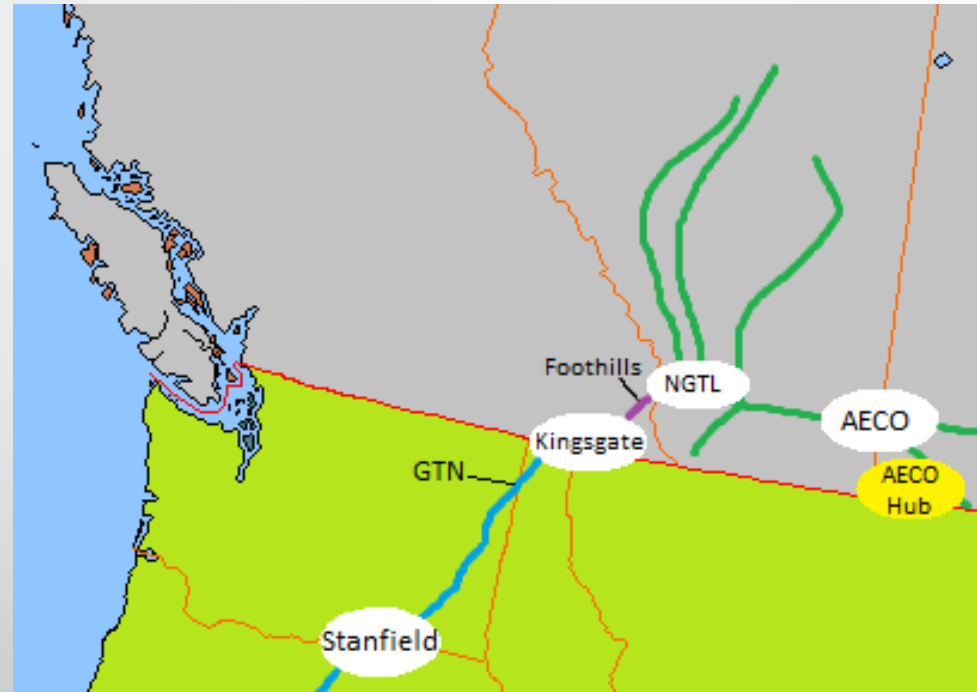 Foothills
NGTL
AECO
Kingsgate
GTN
AECO
Hub
Stanfield